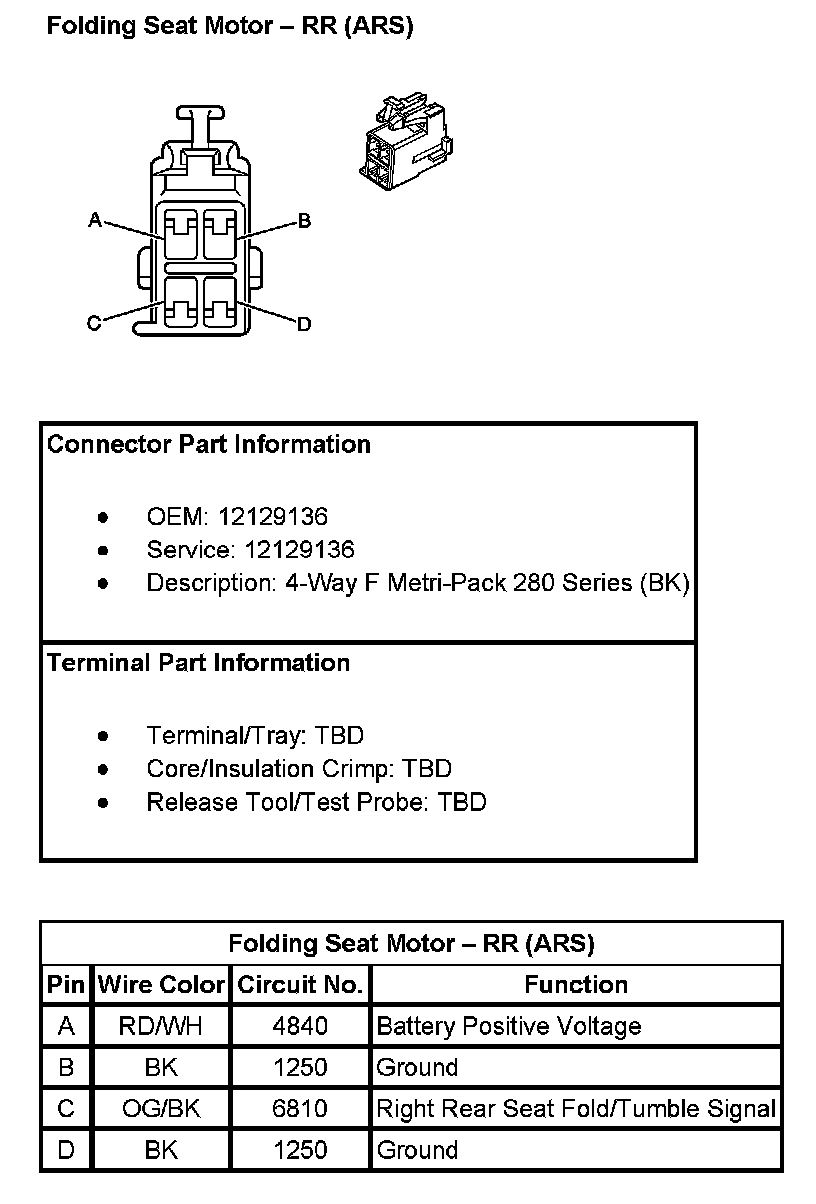 Folding Seat Motor – RR (ARS)
A
B
C
D
Connector Part Information
• OEM: 12129136
• Service: 12129136
• Description: 4-Way F Metri-Pack 280 Series (BK)
Terminal Part Information
• Terminal/Tray: TBD
• Core/Insulation Crimp: TBD
• Release Tool/Test Probe: TBD
Folding Seat Motor – RR (ARS)
Pin Wire Color Circuit No. Function
A RD/WH 4840 Battery Positive Voltage
B BK 1250 Ground
C OG/BK 6810 Right Rear Seat Fold/Tumble Signal
D BK 1250 Ground